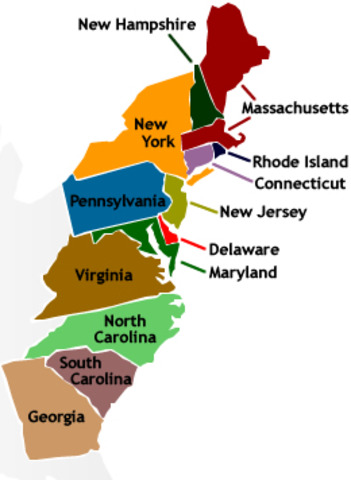 New Hampshire
Massachusetts
New
York
Rhode Island
Connecticut
Pennsylvania
New Jersey
Delaware
Maryland
Virginia
North
Carolina
South
Carolina
Georgia